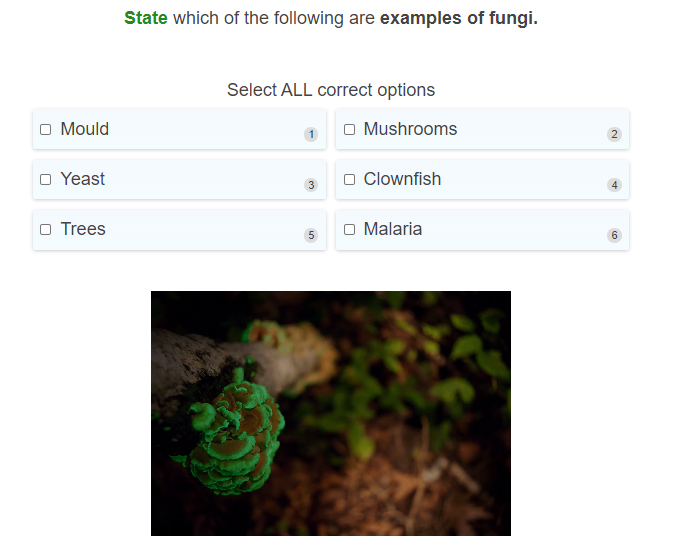 State which of the following are examples of fungi.
Select ALL correct options
Mould 1
Mushrooms 2
Yeast 3
Clownfish 4
Trees 5
Malaria 6